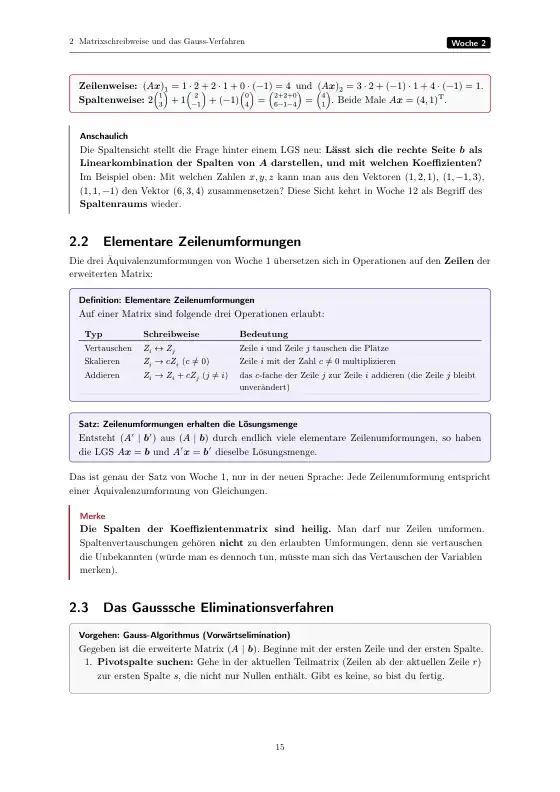 2 Matrixschreibweise und das Gauss-Verfahren
Woche 2
Zeilenweise: (Ax)₁ = 1 · 2 + 2 · 1 + 0 · (−1) = 4 und (Ax)₂ = 3 · 2 + (−1) · 1 + 4 · (−1) = 1.
Spaltenweise: 2(1 3) + 1(2 −1) + (−1)(0 4) = (2+2+0 6−1−4) = (4 1). Beide Male Ax = (4, 1)ᵀ.
Anschaulich
Die Spaltensicht stellt die Frage hinter einem LGS neu: Lässt sich die rechte Seite b als
Linearkombination der Spalten von A darstellen, und mit welchen Koeffizienten?
Im Beispiel oben: Mit welchen Zahlen x, y, z kann man aus den Vektoren (1, 2, 1), (1, −1, 3),
(1, 1, −1) den Vektor (6, 3, 4) zusammensetzen? Diese Sicht kehrt in Woche 12 als Begriff des
Spaltenraums wieder.
2.2 Elementare Zeilenumformungen
Die drei Äquivalenzumformungen von Woche 1 übersetzen sich in Operationen auf den Zeilen der
erweiterten Matrix:
Definition: Elementare Zeilenumformungen
Auf einer Matrix sind folgende drei Operationen erlaubt:
Typ Schreibweise Bedeutung
Vertauschen Zᵢ ↔ Zⱼ Zeile i und Zeile j tauschen die Plätze
Skalieren Zᵢ → cZᵢ (c ≠ 0) Zeile i mit der Zahl c ≠ 0 multiplizieren
Addieren Zᵢ → Zᵢ + cZⱼ (j ≠ i) das c-fache der Zeile j zur Zeile i addieren (die Zeile j bleibt
unverändert)
Satz: Zeilenumformungen erhalten die Lösungsmenge
Entsteht (A′ | b′) aus (A | b) durch endlich viele elementare Zeilenumformungen, so haben
die LGS Ax = b und A′x = b′ dieselbe Lösungsmenge.
Das ist genau der Satz von Woche 1, nur in der neuen Sprache: Jede Zeilenumformung entspricht
einer Äquivalenzumformung von Gleichungen.
Merke
Die Spalten der Koeffizientenmatrix sind heilig. Man darf nur Zeilen umformen.
Spaltenvertauschungen gehören nicht zu den erlaubten Umformungen, denn sie vertauschen
die Unbekannten (würde man es dennoch tun, müsste man sich das Vertauschen der Variablen
merken).
2.3 Das Gausssche Eliminationsverfahren
Vorgehen: Gauss-Algorithmus (Vorwärtselimination)
Gegeben ist die erweiterte Matrix (A | b). Beginne mit der ersten Zeile und der ersten Spalte.
1. Pivotspalte suchen: Gehe in der aktuellen Teilmatrix (Zeilen ab der aktuellen Zeile r)
zur ersten Spalte s, die nicht nur Nullen enthält. Gibt es keine, so bist du fertig.
15